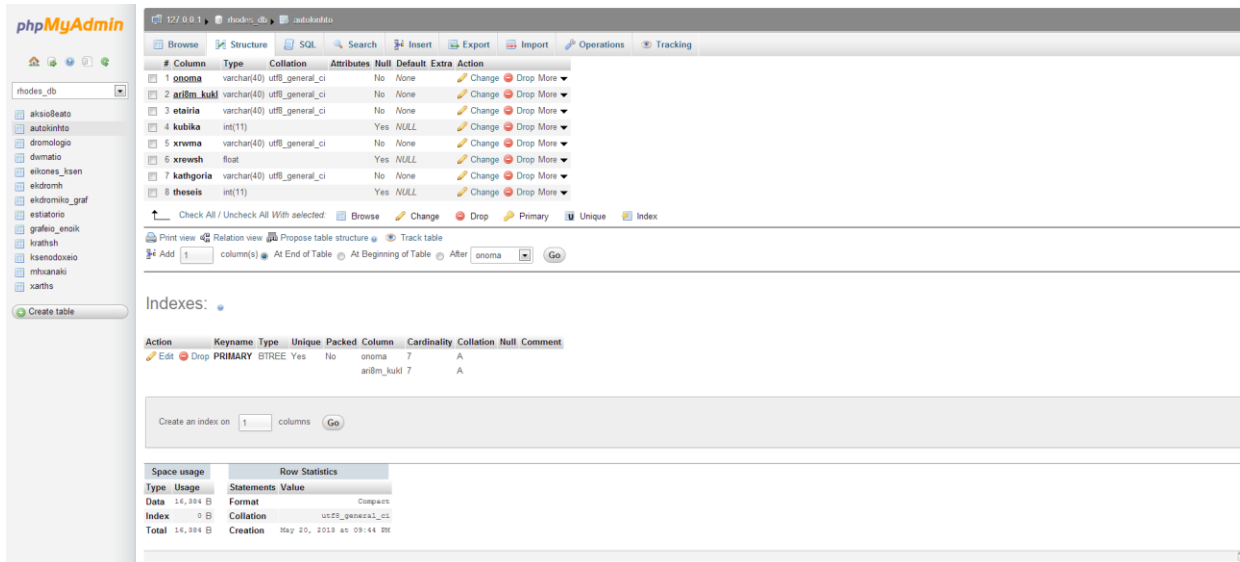 phpMyAdmin
127.0.0.1 ▸ rhodes_db ▸ autokinhto
Browse Structure SQL Search Insert Export Import Operations Tracking
rhodes_db
aksio8eato
autokinhto
dromologio
dwmatio
eikones_ksen
ekdromh
ekdromiko_graf
estiatorio
grafeio_enoik
krathsh
ksenodoxeio
mhxanaki
xarths
Create table
# Column Type Collation Attributes Null Default Extra Action
1 onoma varchar(40) utf8_general_ci No None Change Drop More
2 ari8m_kukl varchar(40) utf8_general_ci No None Change Drop More
3 etairia varchar(40) utf8_general_ci No None Change Drop More
4 kubika int(11) Yes NULL Change Drop More
5 xrwma varchar(40) utf8_general_ci No None Change Drop More
6 xrewsh float Yes NULL Change Drop More
7 kathgoria varchar(40) utf8_general_ci No None Change Drop More
8 theseis int(11) Yes NULL Change Drop More
Check All / Uncheck All With selected: Browse Change Drop Primary Unique Index
Print view Relation view Propose table structure Track table
Add 1 column(s) At End of Table At Beginning of Table After onoma Go
Indexes:
Action Keyname Type Unique Packed Column Cardinality Collation Null Comment
Edit Drop PRIMARY BTREE Yes No onoma 7 A
ari8m_kukl 7 A
Create an index on 1 columns Go
Space usage
Type Usage
Data 16,384 B
Index 0 B
Total 16,384 B
Row Statistics
Statements Value
Format Compact
Collation utf8_general_ci
Creation May 20, 2013 at 09:44 PM